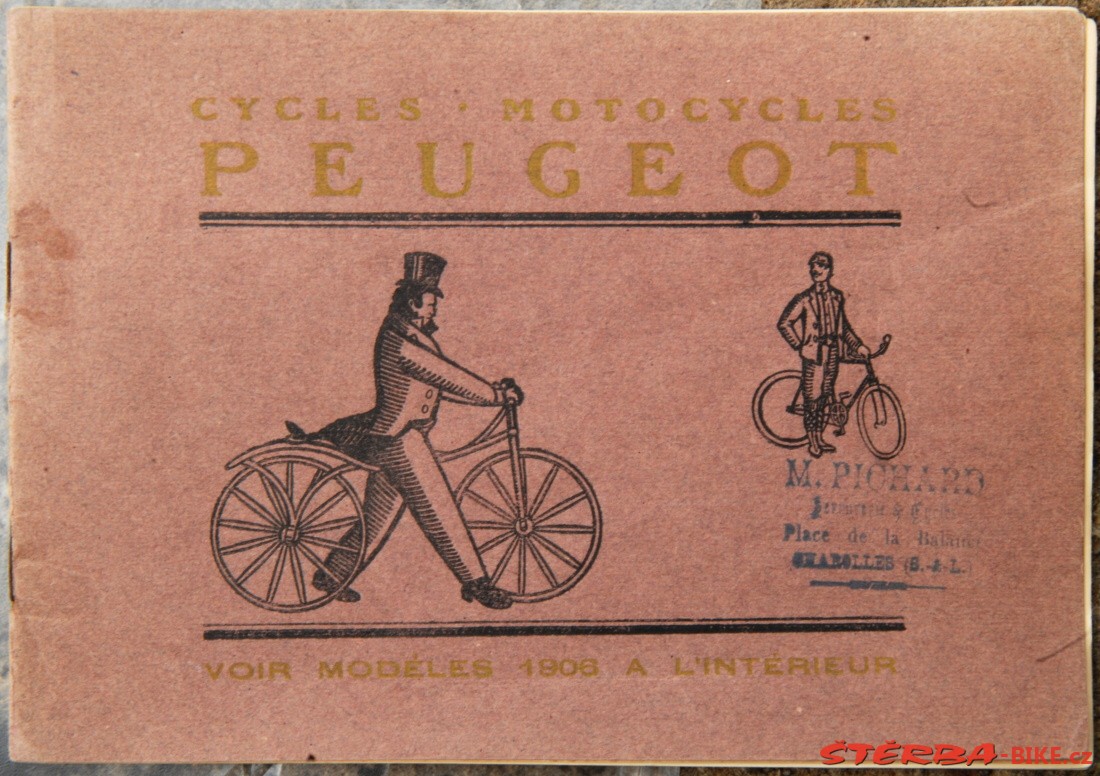 CYCLES · MOTOCYCLES
PEUGEOT
M. PICHARD
Place de la
CHAROLLES (S.-&-L.)
VOIR MODÈLES 1906 A L'INTÉRIEUR
ŠTĚRBA-BIKE.cz